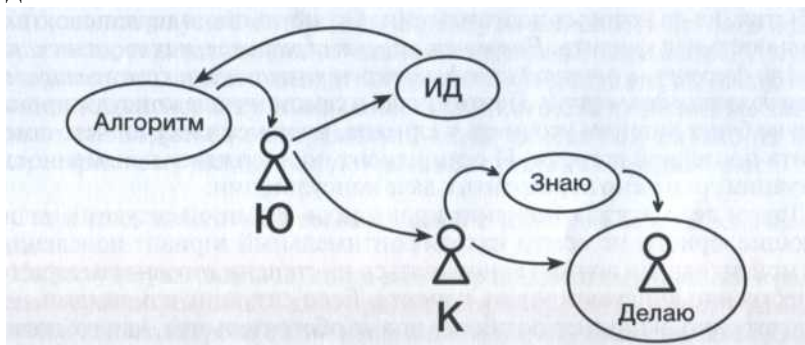 ИД
Алгоритм
Ю
Знаю
К
Делаю